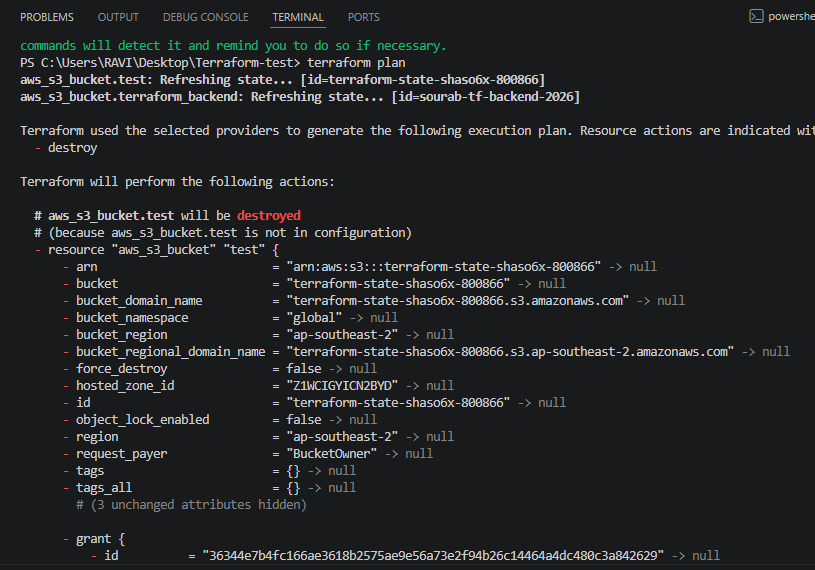 PROBLEMS OUTPUT DEBUG CONSOLE TERMINAL PORTS powershe
commands will detect it and remind you to do so if necessary.
PS C:\Users\RAVI\Desktop\Terraform-test> terraform plan
aws_s3_bucket.test: Refreshing state... [id=terraform-state-shaso6x-800866]
aws_s3_bucket.terraform_backend: Refreshing state... [id=sourab-tf-backend-2026]
Terraform used the selected providers to generate the following execution plan. Resource actions are indicated wit
- destroy
Terraform will perform the following actions:
# aws_s3_bucket.test will be destroyed
# (because aws_s3_bucket.test is not in configuration)
- resource "aws_s3_bucket" "test" {
- arn = "arn:aws:s3:::terraform-state-shaso6x-800866" -> null
- bucket = "terraform-state-shaso6x-800866" -> null
- bucket_domain_name = "terraform-state-shaso6x-800866.s3.amazonaws.com" -> null
- bucket_namespace = "global" -> null
- bucket_region = "ap-southeast-2" -> null
- bucket_regional_domain_name = "terraform-state-shaso6x-800866.s3.ap-southeast-2.amazonaws.com" -> null
- force_destroy = false -> null
- hosted_zone_id = "Z1WCIGYICN2BYD" -> null
- id = "terraform-state-shaso6x-800866" -> null
- object_lock_enabled = false -> null
- region = "ap-southeast-2" -> null
- request_payer = "BucketOwner" -> null
- tags = {} -> null
- tags_all = {} -> null
# (3 unchanged attributes hidden)
- grant {
- id = "36344e7b4fc166ae3618b2575ae9e56a73e2f94b26c14464a4dc480c3a842629" -> null